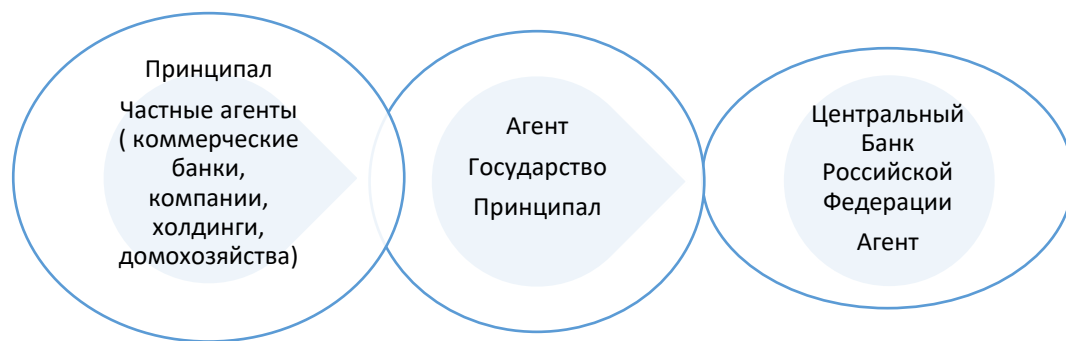 Принципал
Частные агенты
( коммерческие
банки,
компании,
холдинги,
домохозяйства)
Агент
Государство
Принципал
Центральный
Банк
Российской
Федерации
Агент